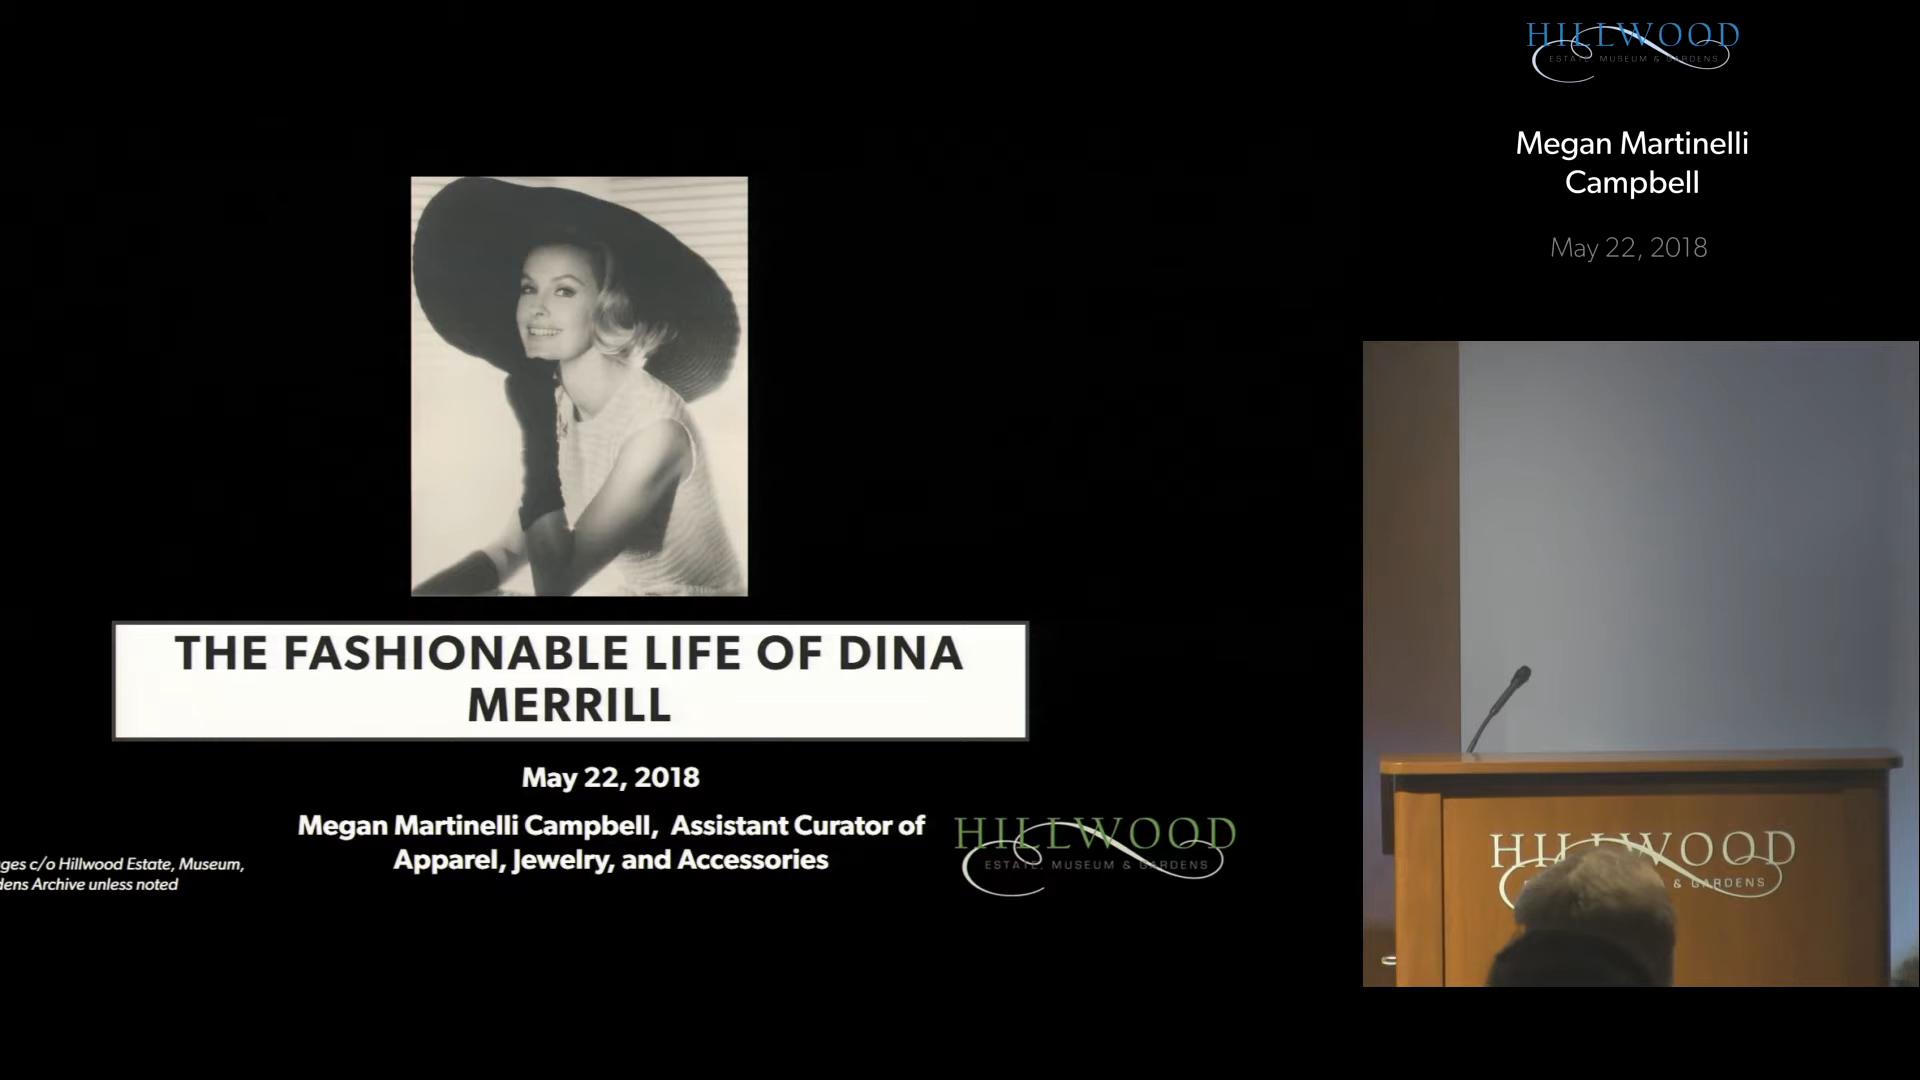 HILLWOOD
ESTATE, MUSEUM & GARDENS
Megan Martinelli
Campbell
May 22, 2018
THE FASHIONABLE LIFE OF DINA
MERRILL
May 22, 2018
Megan Martinelli Campbell, Assistant Curator of
Apparel, Jewelry, and Accessories
c/o Hillwood Estate, Museum,
Archive unless noted
HILLWOOD
ESTATE, MUSEUM & GARDENS
HILLWOOD
& GARDENS